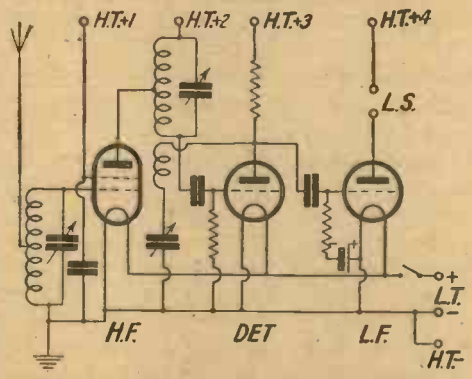 H.T.+1
H.T.+2
H.T.+3
H.T.+4
L.S.
+
L.T.
-
H.T.-
H.F.
DET
L.F.
- +